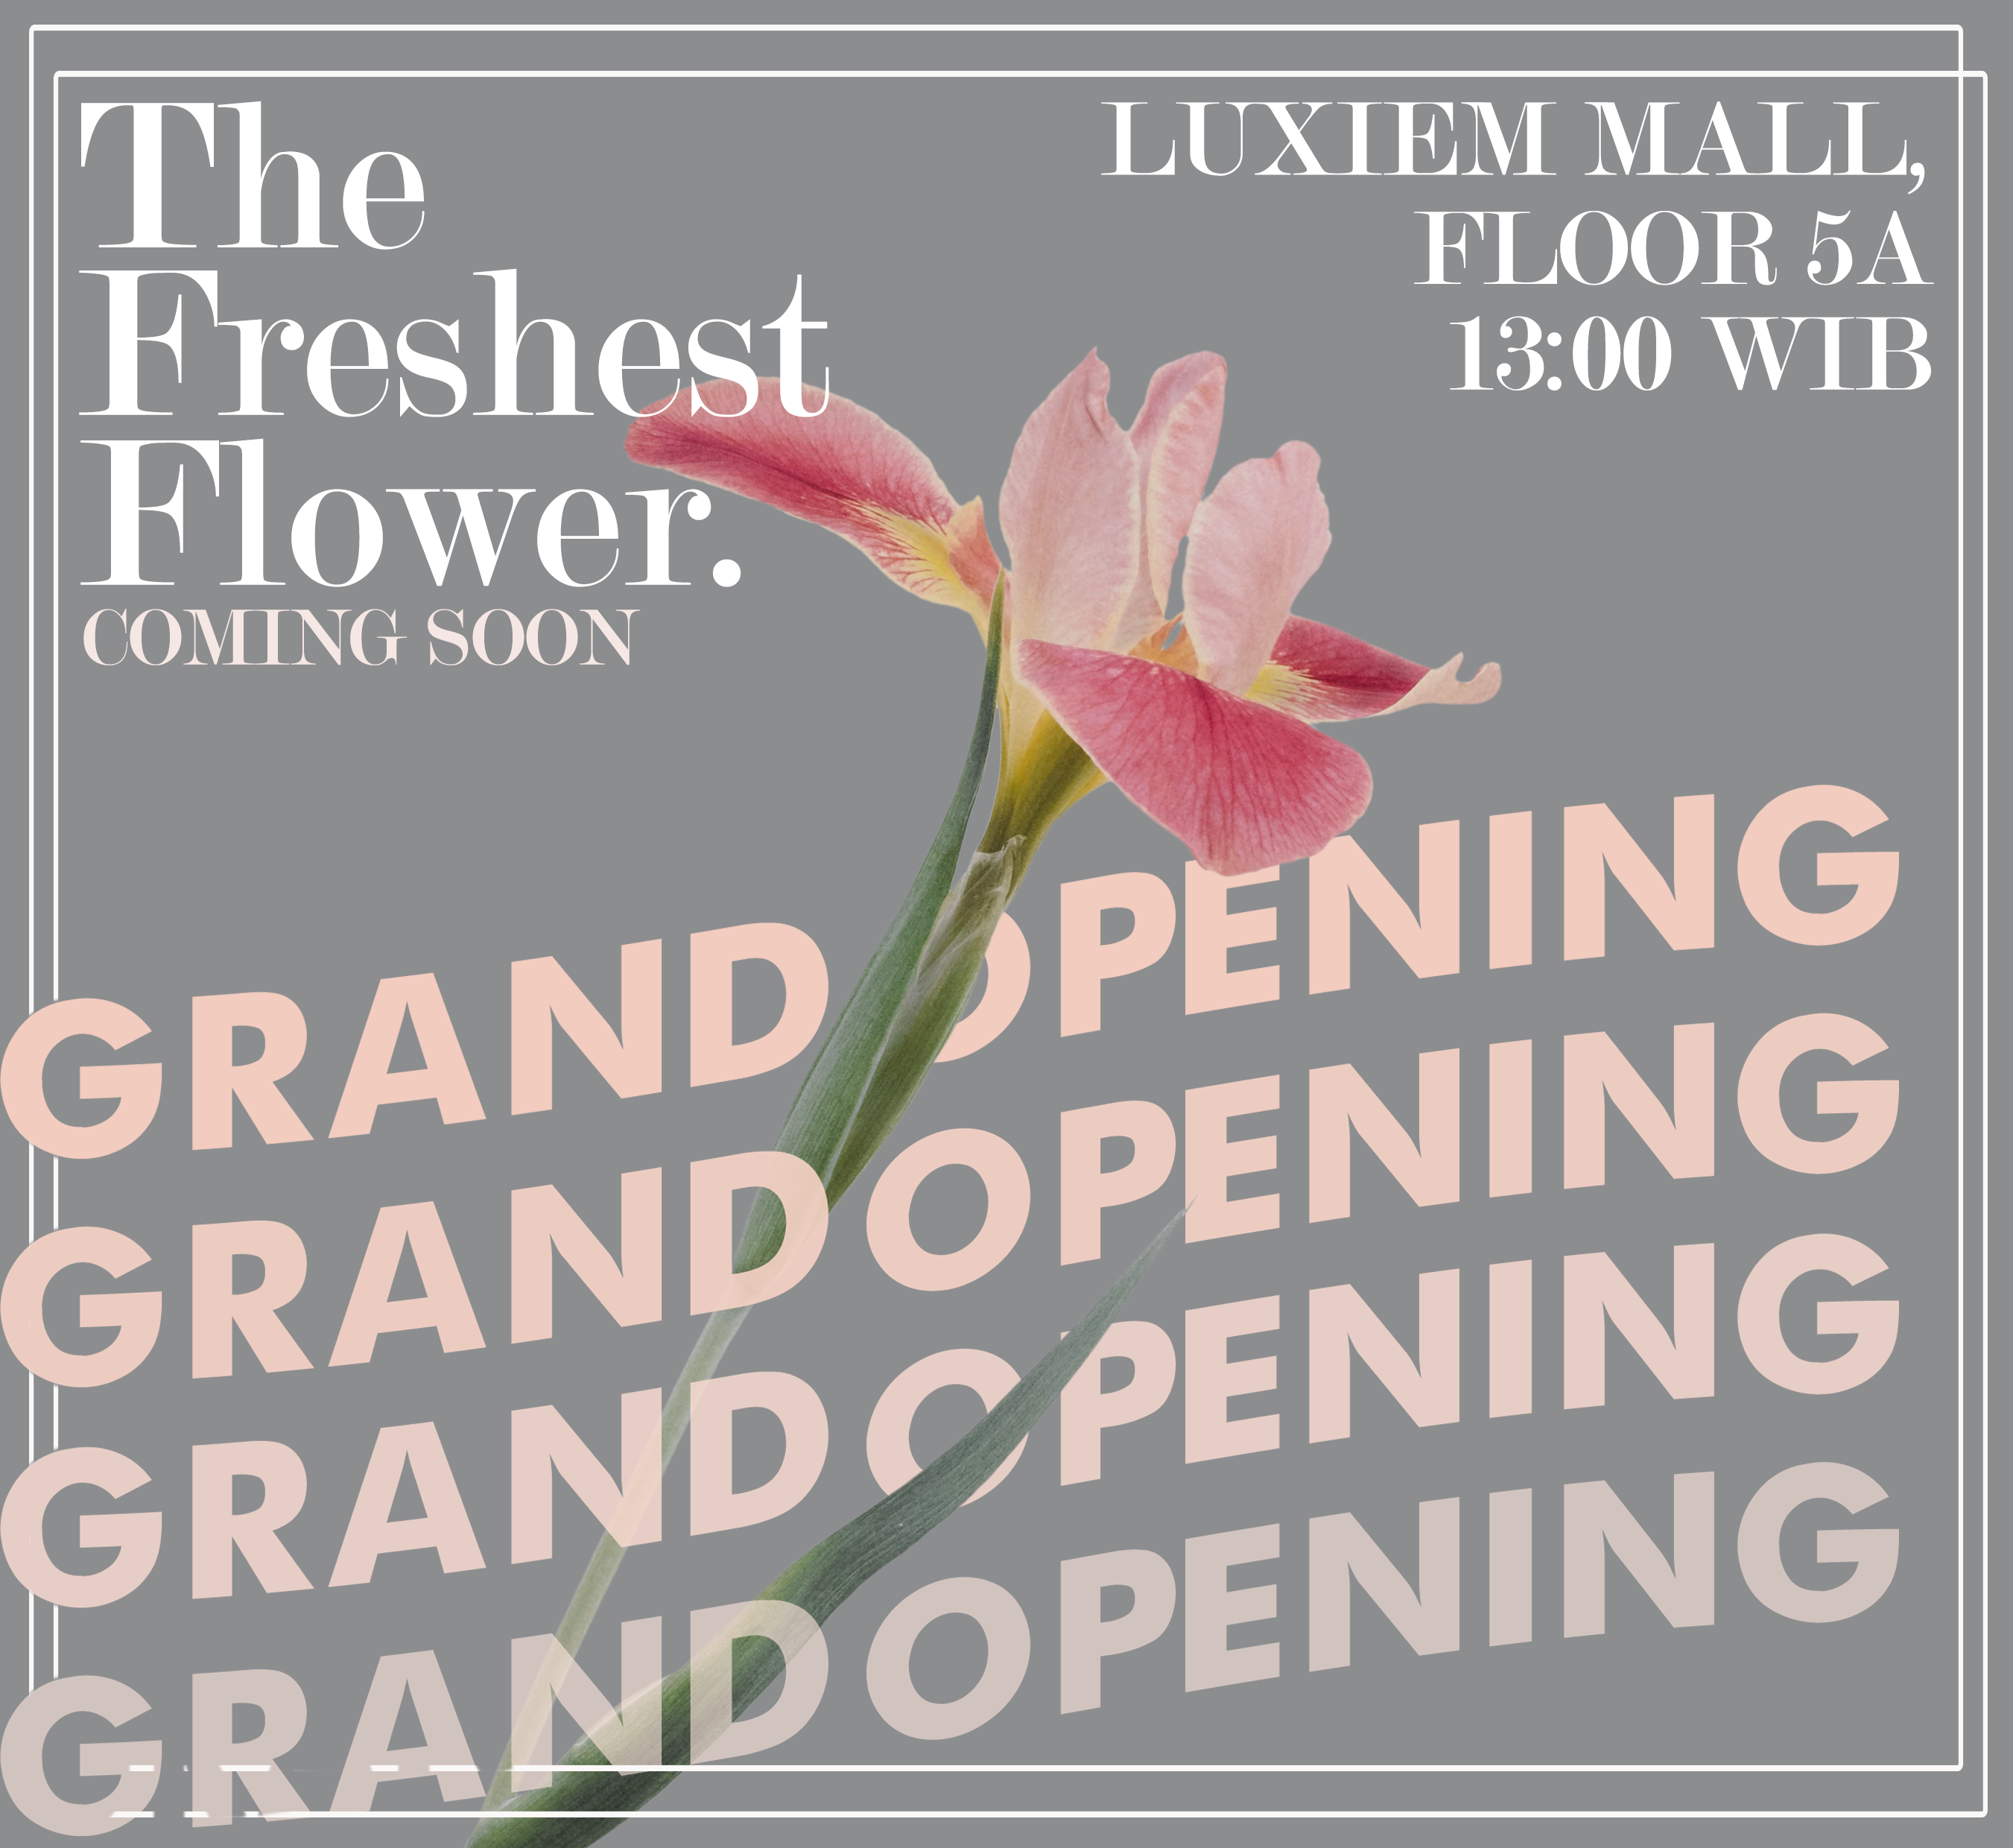 The
Freshest
Flower.
COMING SOON
LUXIEM MALL,
FLOOR 5A
13:00 WIB
GRAND OPENING
GRAND OPENING
GRAND OPENING
GRAND OPENING